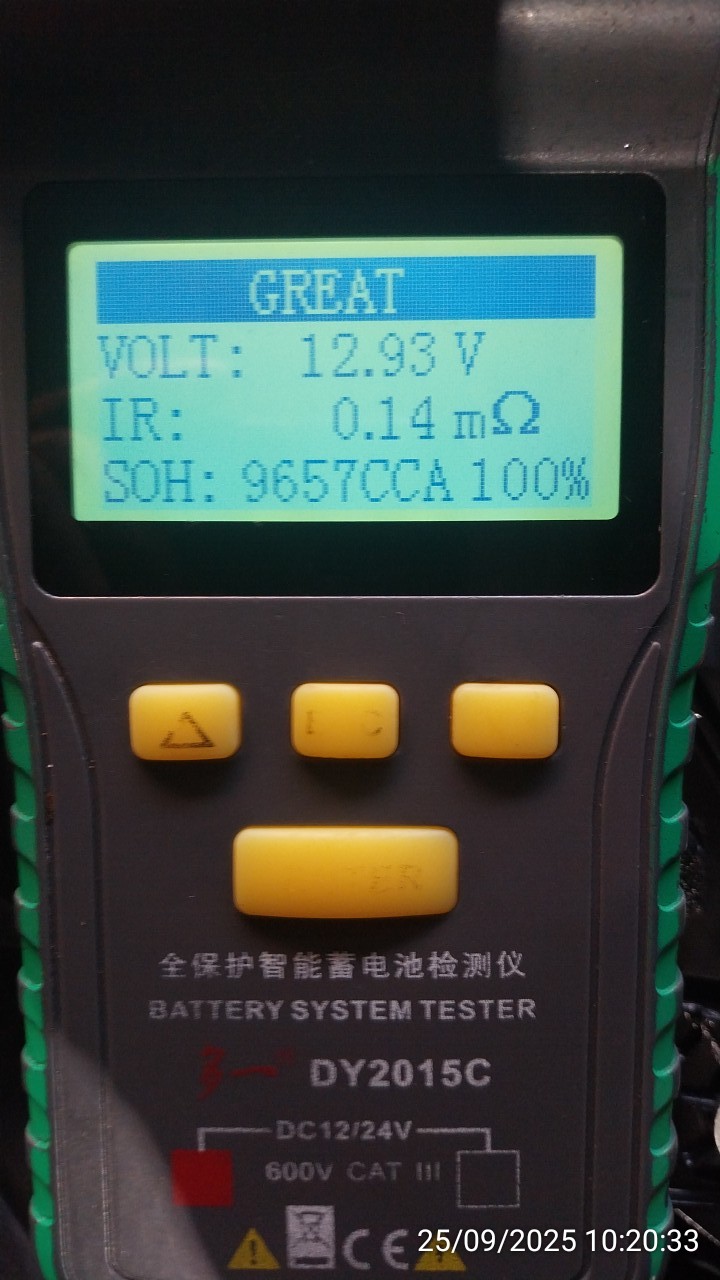 GREAT
VOLT: 12.93 V
IR: 0.14 mΩ
SOH: 9657CCA 100%
全保护智能蓄电池检测仪
BATTERY SYSTEM TESTER
DY2015C
DC12/24V
600V CAT III
CE
25/09/2025 10:20:33